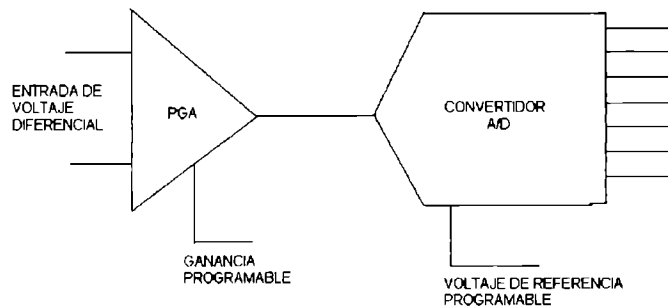 ENTRADA DE
VOLTAJE
DIFERENCIAL
PGA
CONVERTIDOR
A/D
GANANCIA
PROGRAMABLE
VOLTAJE DE REFERENCIA
PROGRAMABLE